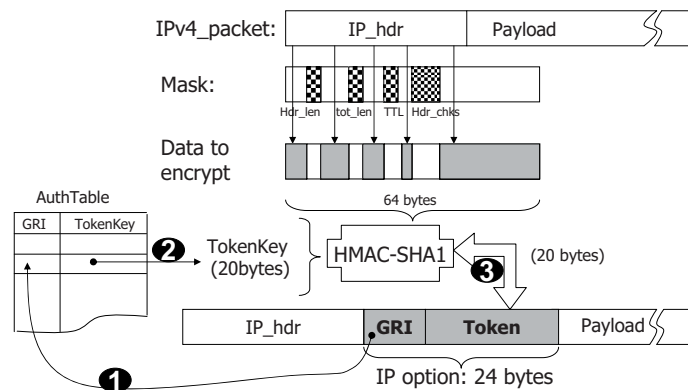 IPv4_packet:
IP_hdr
Payload
Mask:
Hdr_len
tot_len
TTL
Hdr_chks
Data to
encrypt
64 bytes
AuthTable
GRI
TokenKey
2
TokenKey
(20bytes)
HMAC-SHA1
3
(20 bytes)
IP_hdr
GRI
Token
Payload
1
IP option: 24 bytes